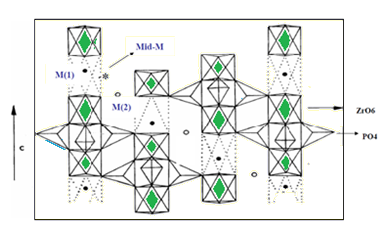 Mid-M
M(1)
*
M(2)
ZrO6
PO4
c